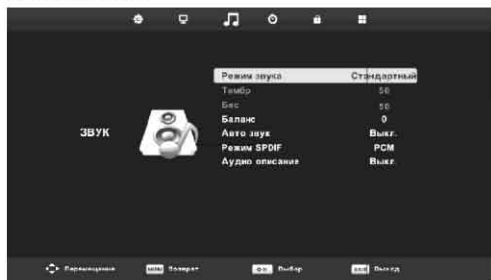 Режим звука Стандартный
Тембр 50
Бас 50
Баланс 0
ЗВУК
Авто звук Выкл.
Режим SPDIF PCM
Аудио описание Выкл.
Перемещение MENU Возврат OK Выбор EXIT Выход